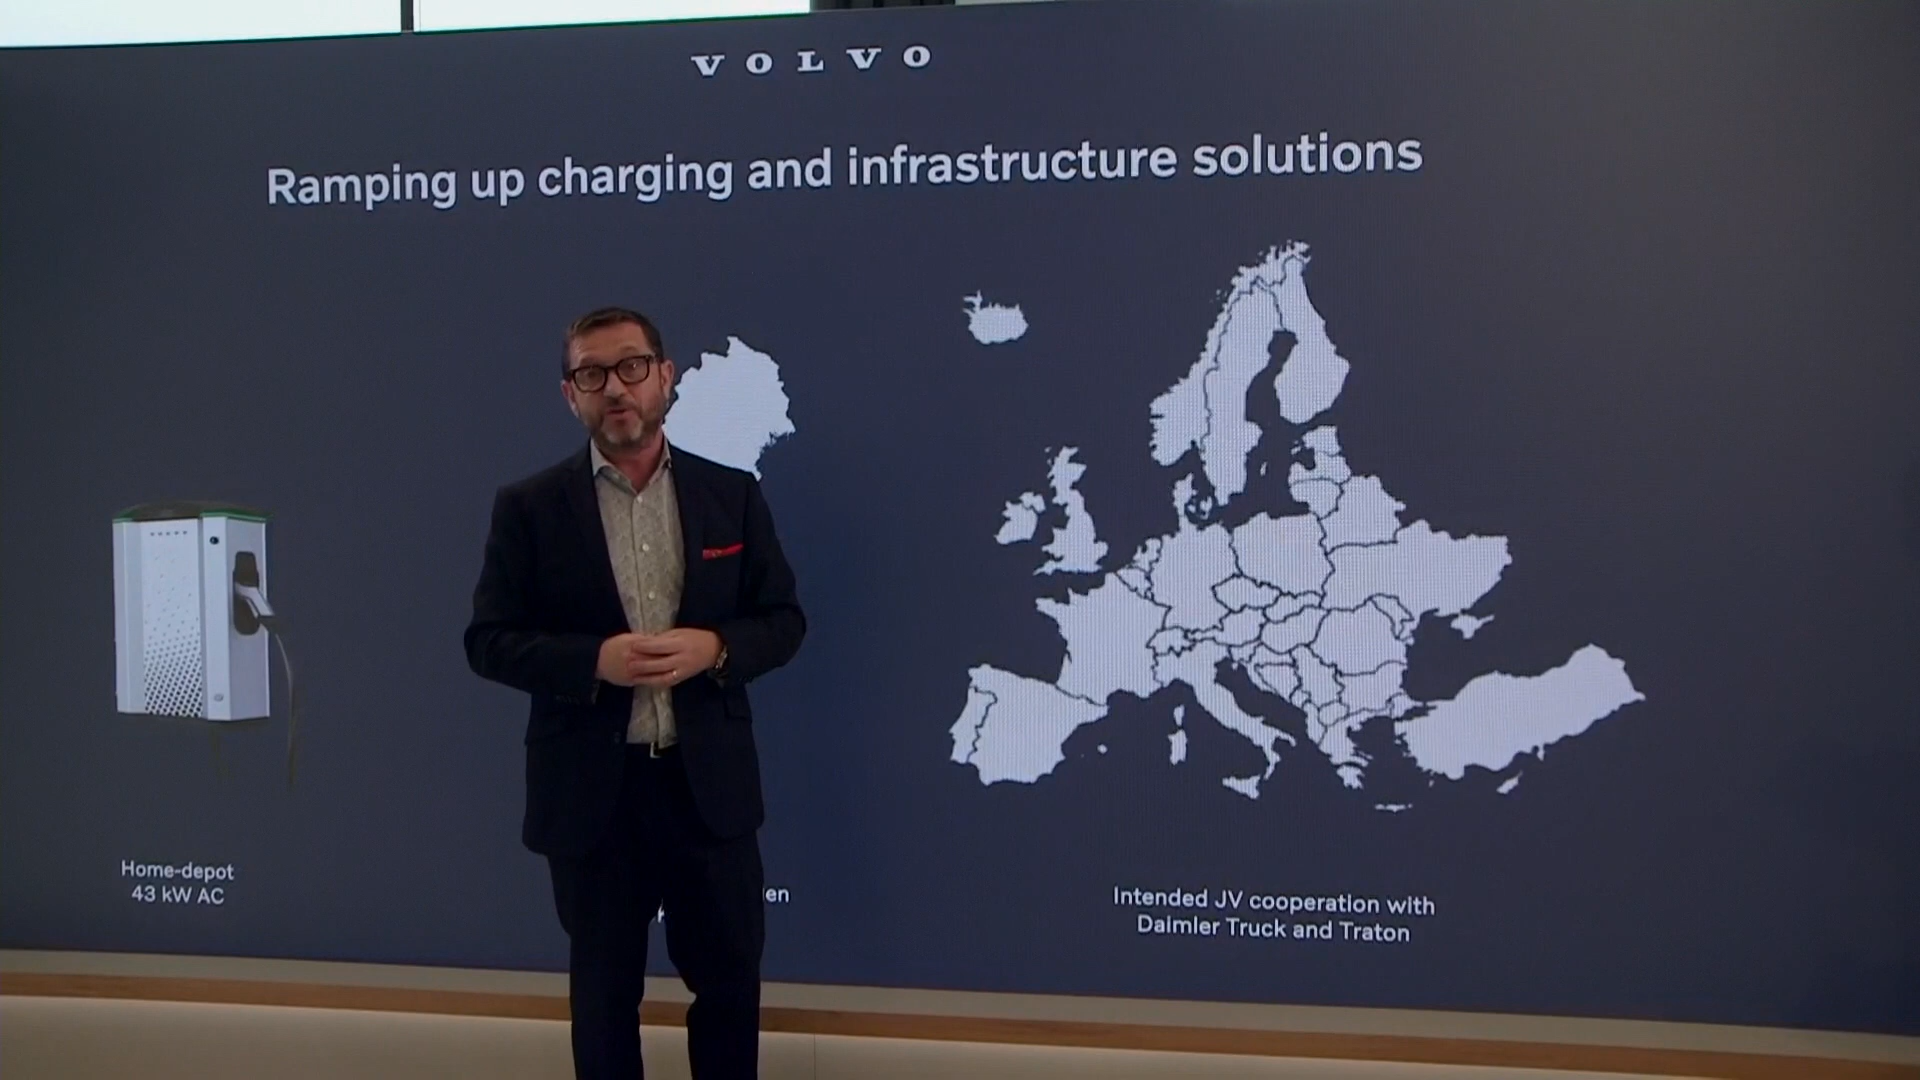 VOLVO
Ramping up charging and infrastructure solutions
Home-depot
43 kW AC
Intended JV cooperation with
Daimler Truck and Traton